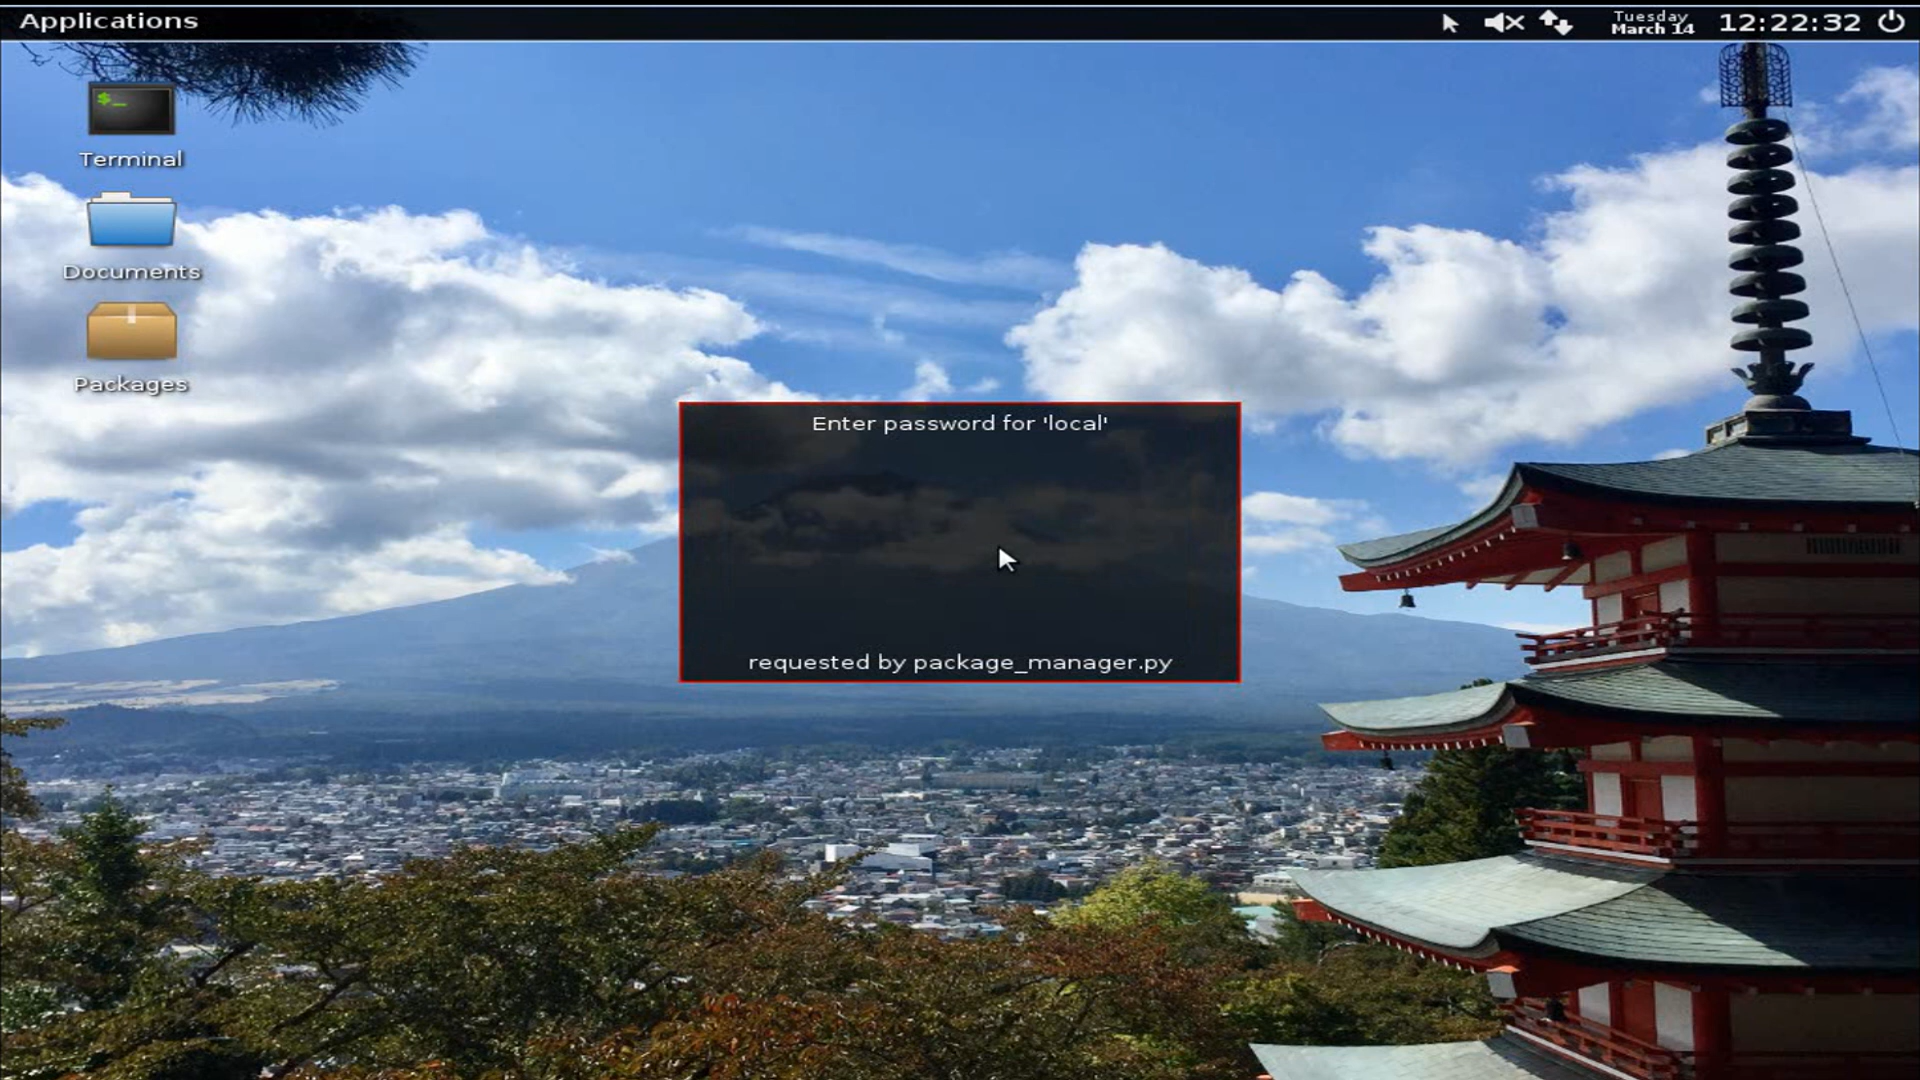 Applications
Tuesday
March 14
12:22:32
$_
Terminal
Documents
Packages
Enter password for 'local'
requested by package_manager.py